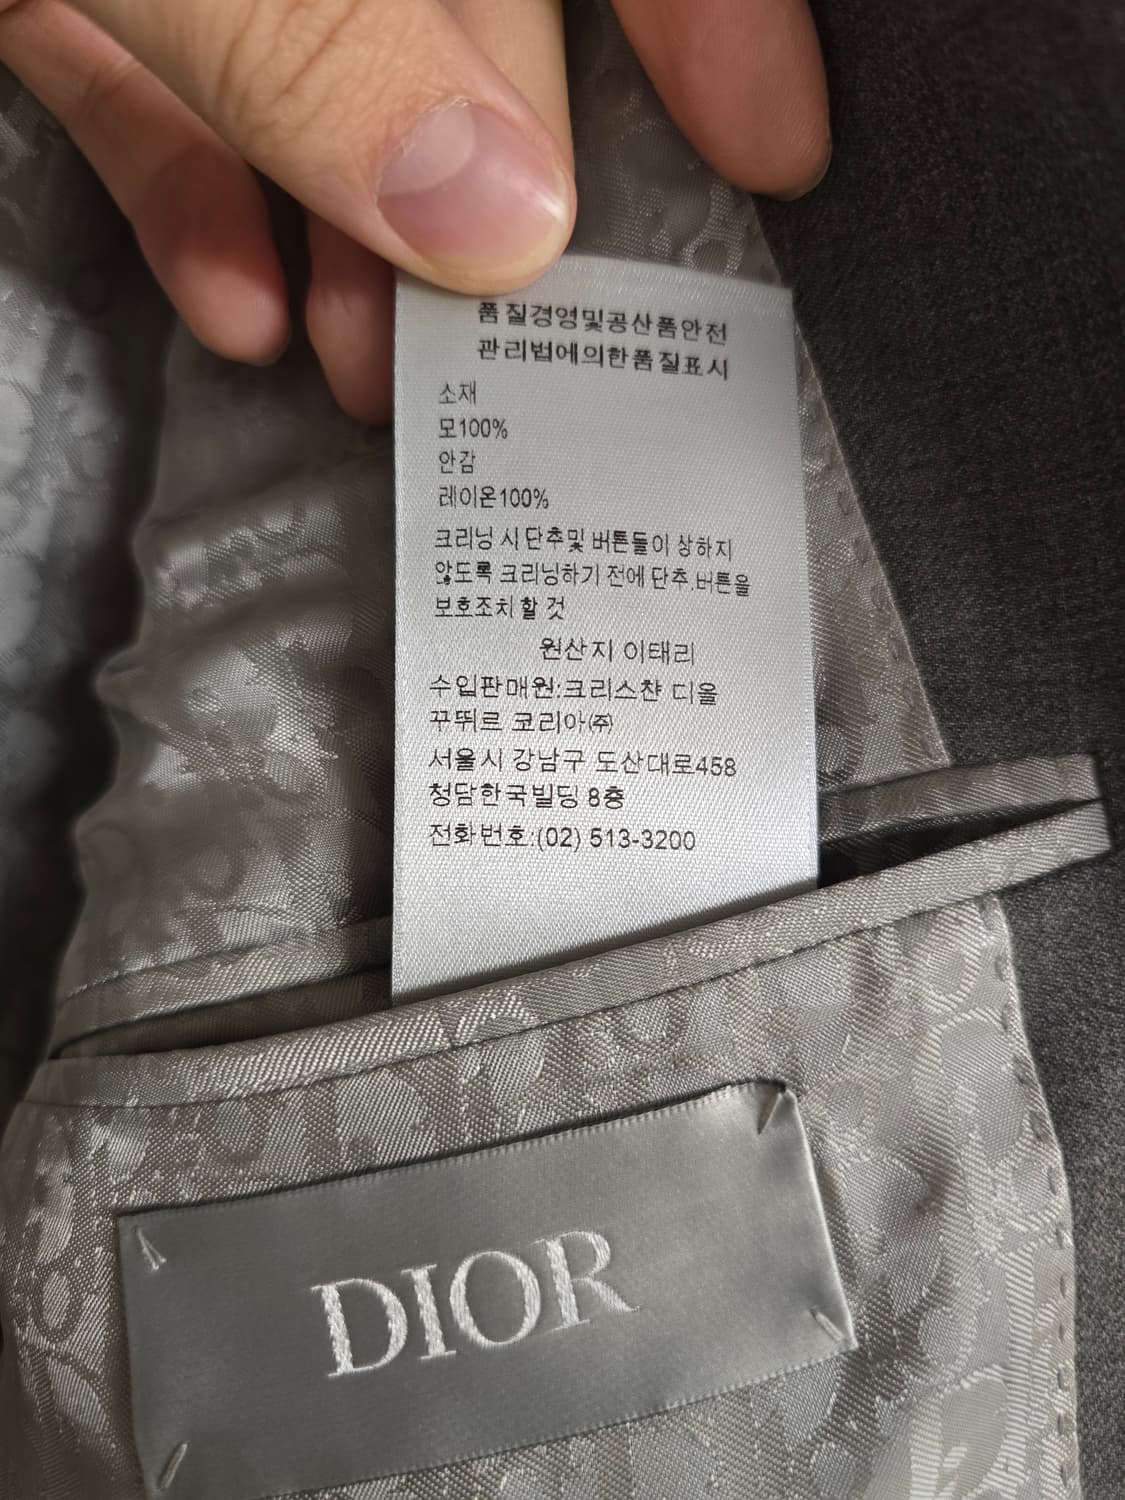 품질경영및공산품안전
관리법에의한품질표시
소재
모100%
안감
레이온100%
크리닝 시 단추및 버튼들이 상하지
않도록 크리닝하기 전에 단추.버튼을
보호조치 할 것
원산지 이태리
수입판매원:크리스챤 디올
꾸뛰르 코리아㈜
서울시 강남구 도산대로458
청담한국빌딩 8층
전화번호:(02) 513-3200
DIOR